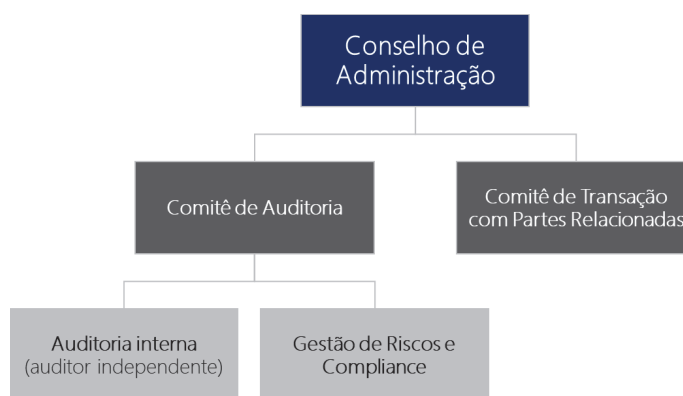 Conselho de
Administração
Comitê de Auditoria
Comitê de Transação
com Partes Relacionadas
Auditoria interna
(auditor independente)
Gestão de Riscos e
Compliance